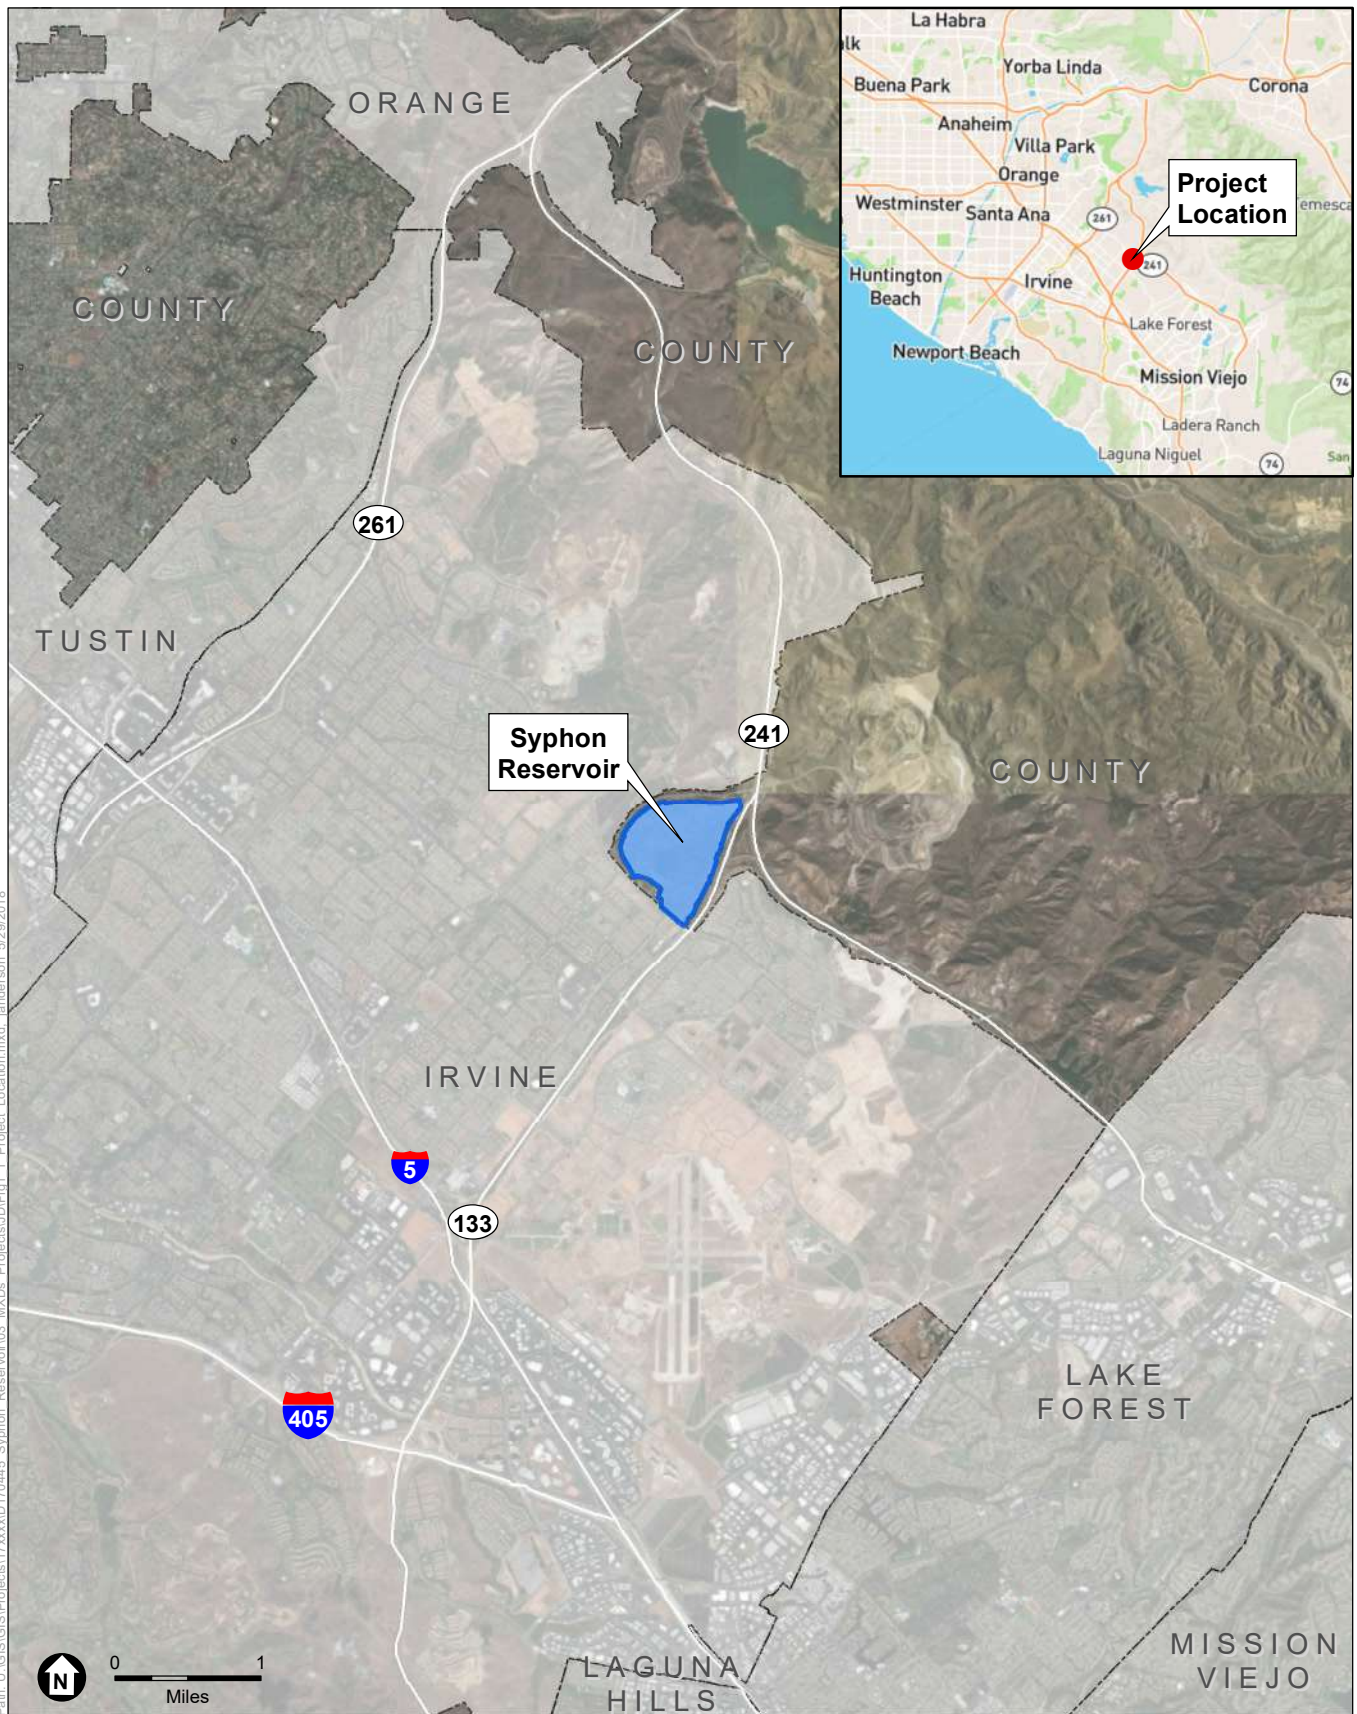 ORANGE
COUNTY
COUNTY
261
TUSTIN
Syphon
Reservoir
241
COUNTY
IRVINE
5
133
405
LAKE
FOREST
LAGUNA
HILLS
MISSION
VIEJO
N
0 1
Miles
La Habra
Yorba Linda
Buena Park
Corona
Anaheim
Villa Park
Orange
Project
Location
Westminster
Santa Ana
261
241
Huntington
Beach
Irvine
Lake Forest
Newport Beach
Mission Viejo
74
Ladera Ranch
Laguna Niguel
74
San